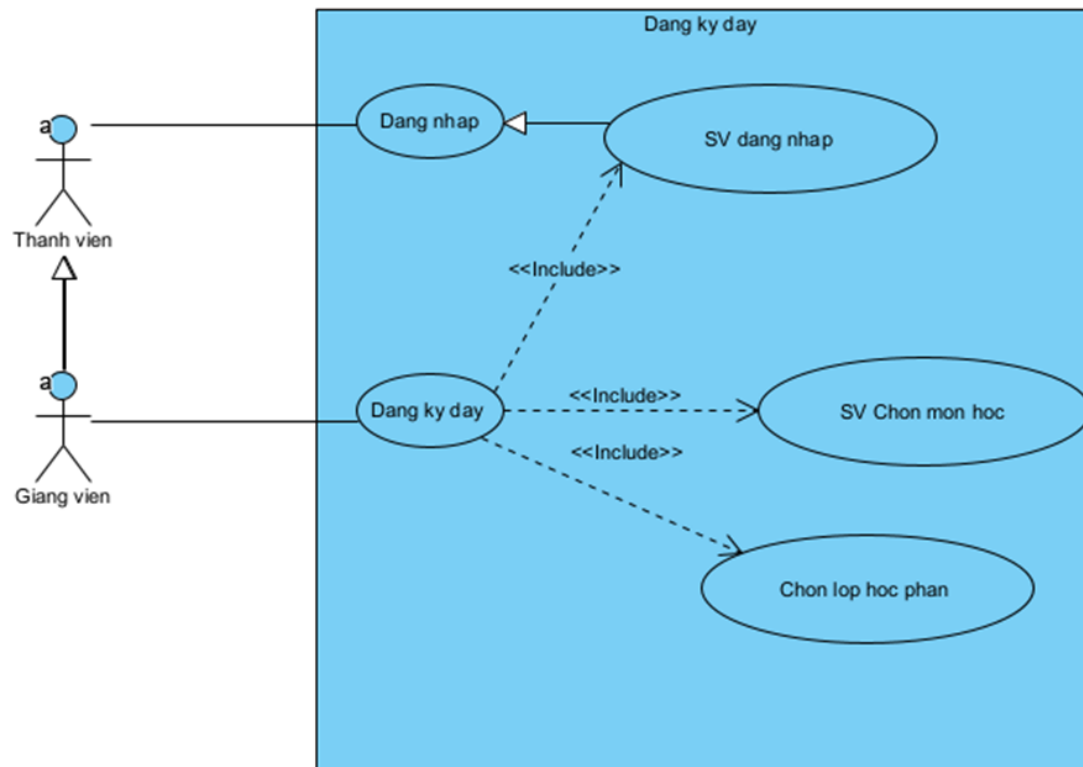 Dang ky day
Dang nhap
SV dang nhap
a
Thanh vien
<<Include>>
a
Dang ky day
<<Include>>
SV Chon mon hoc
<<Include>>
Giang vien
Chon lop hoc phan